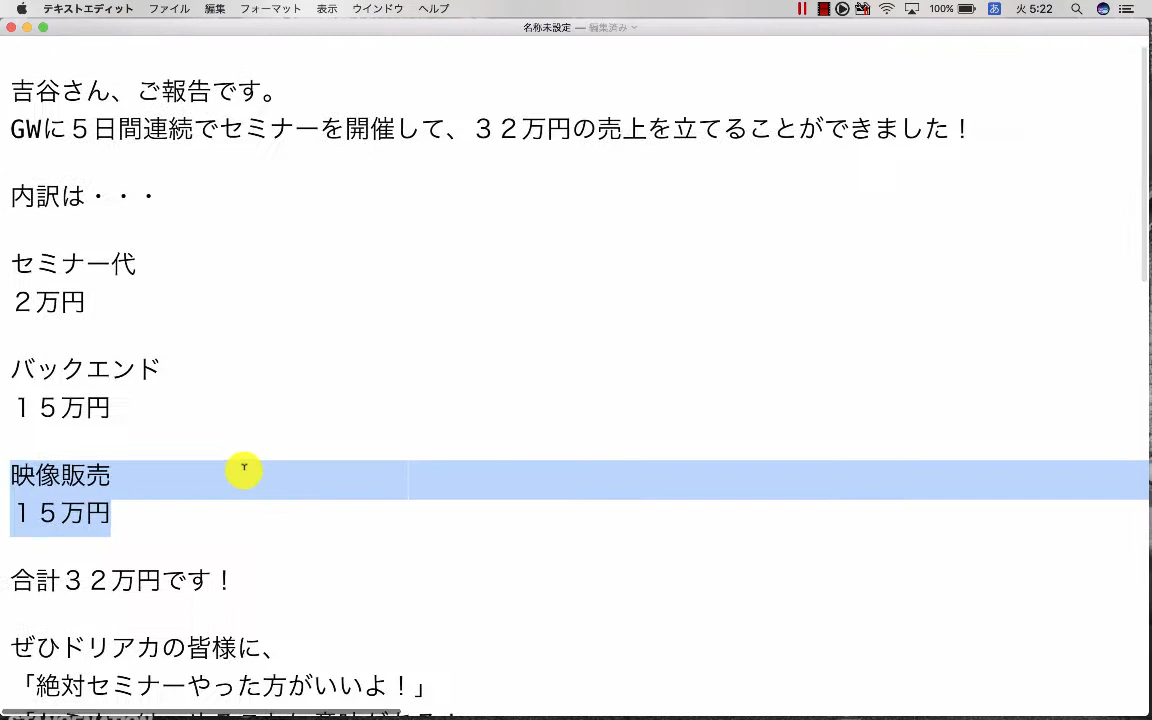 テキストエディット ファイル 編集 フォーマット 表示 ウインドウ ヘルプ 100% あ 火 5:22
名称未設定 — 編集済み
吉谷さん、ご報告です。
GWに５日間連続でセミナーを開催して、３２万円の売上を立てることができました！
内訳は・・・
セミナー代
２万円
バックエンド
１５万円
映像販売
１５万円
合計３２万円です！
ぜひドリアカの皆様に、
「絶対セミナーやった方がいいよ！」